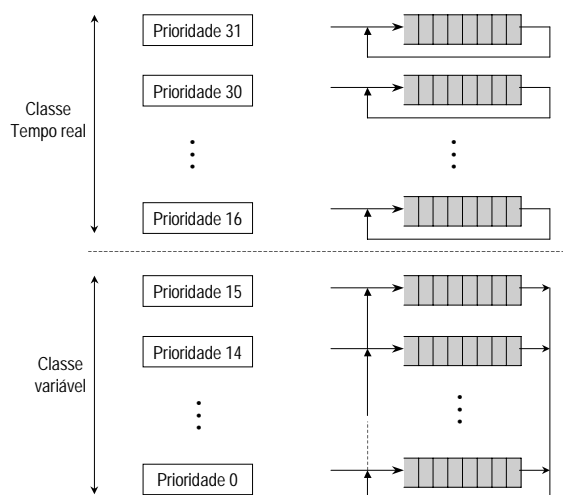 Prioridade 31
Prioridade 30
Classe
Tempo real
Prioridade 16
Prioridade 15
Prioridade 14
Classe
variável
Prioridade 0